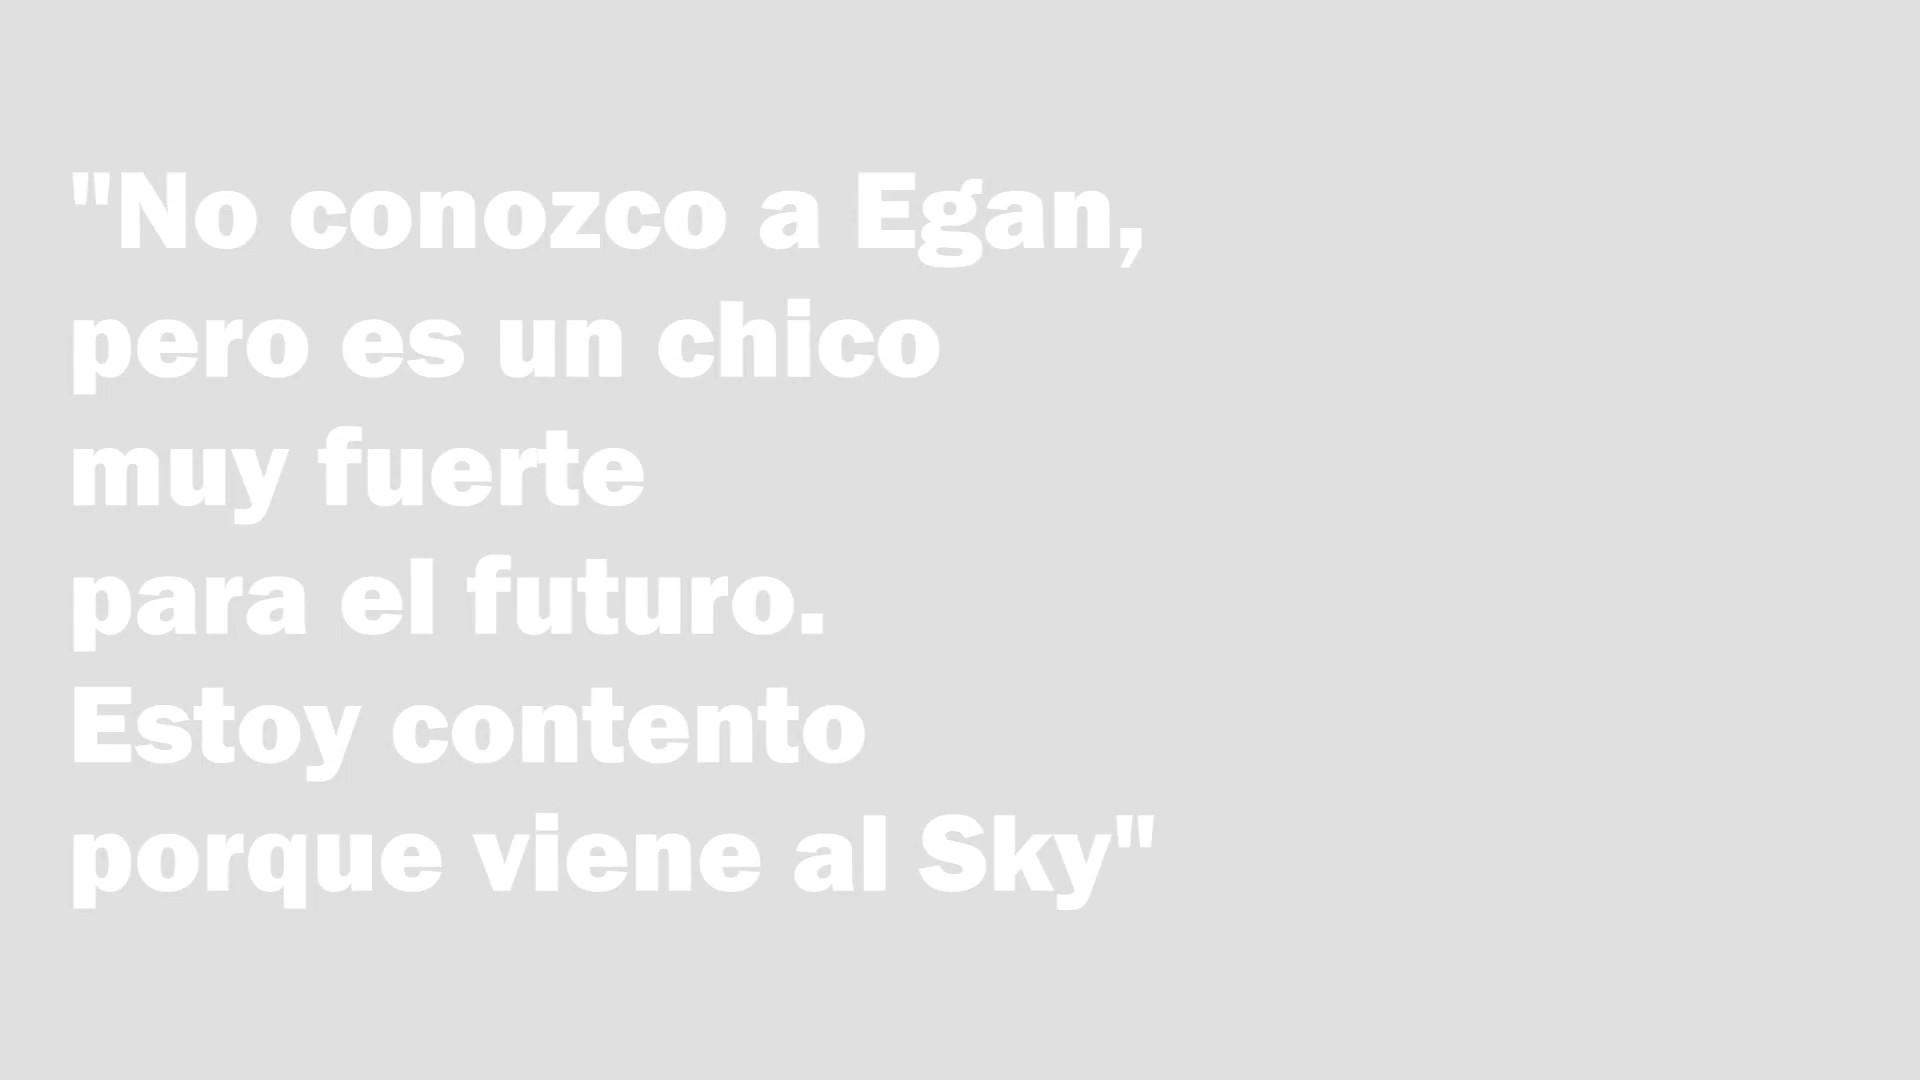 "No conozco a Egan,
pero es un chico
muy fuerte
para el futuro.
Estoy contento
porque viene al Sky"